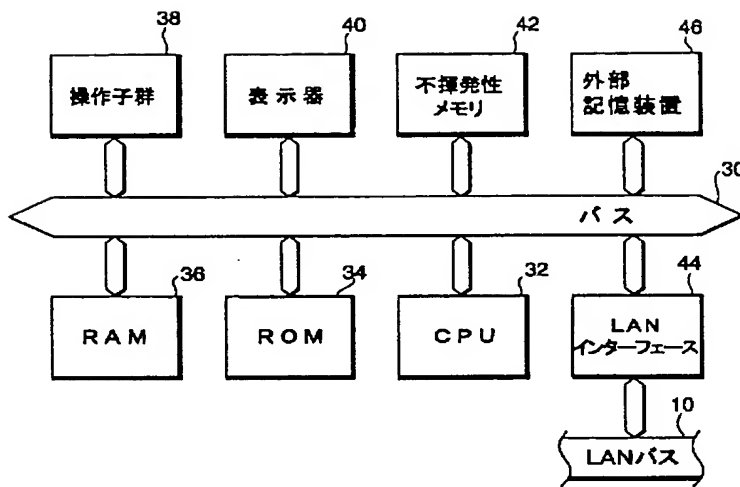 38
40
42
46
操作子群
表示器
不揮発性
メモリ
外部
記憶装置
30
バス
36
34
32
44
RAM
ROM
CPU
LAN
インターフェース
10
LANバス